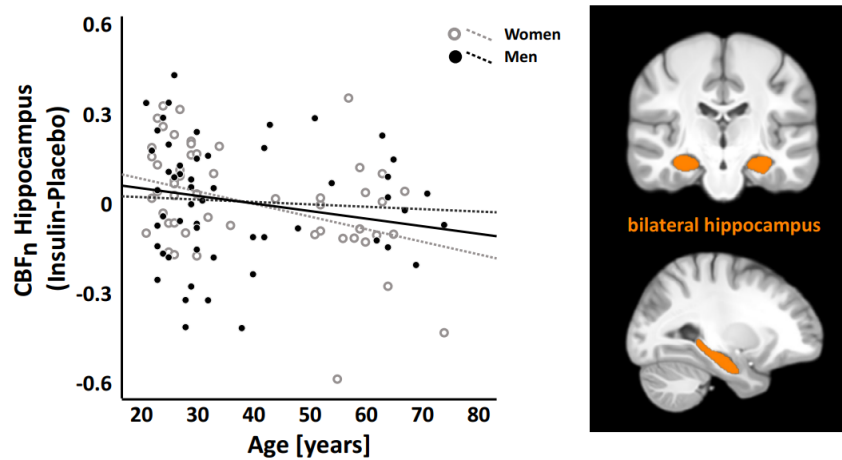 0.6
0.3
0
-0.3
-0.6
CBFn Hippocampus
(Insulin-Placebo)
Women
Men
20 30 40 50 60 70 80
Age [years]
bilateral hippocampus